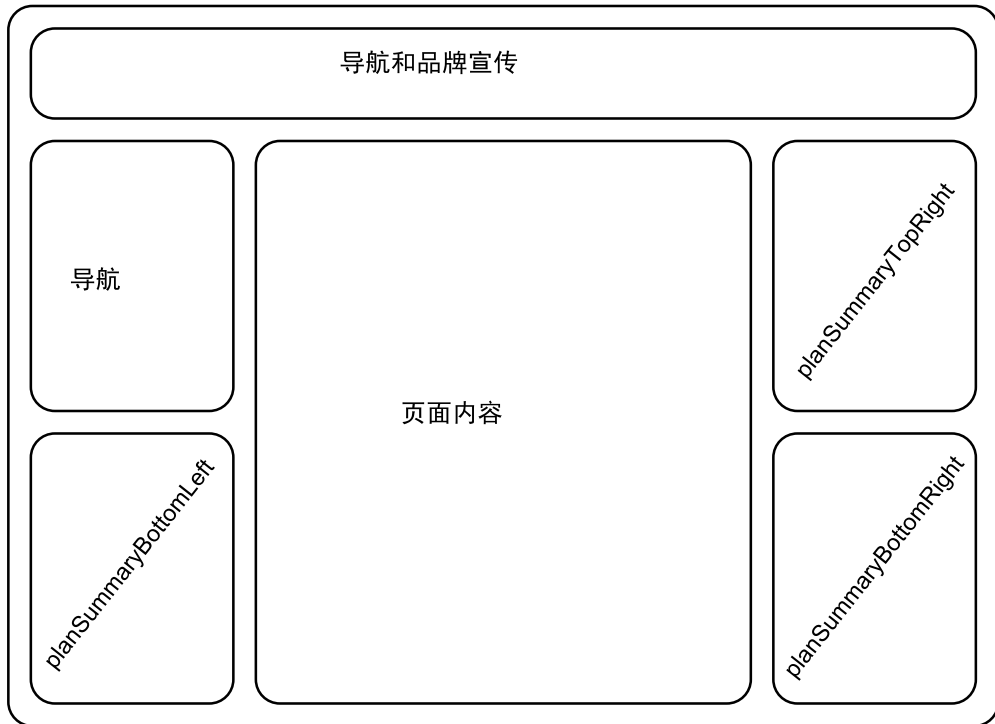 导航和品牌宣传
导航
页面内容
planSummaryTopRight
planSummaryBottomLeft
planSummaryBottomRight